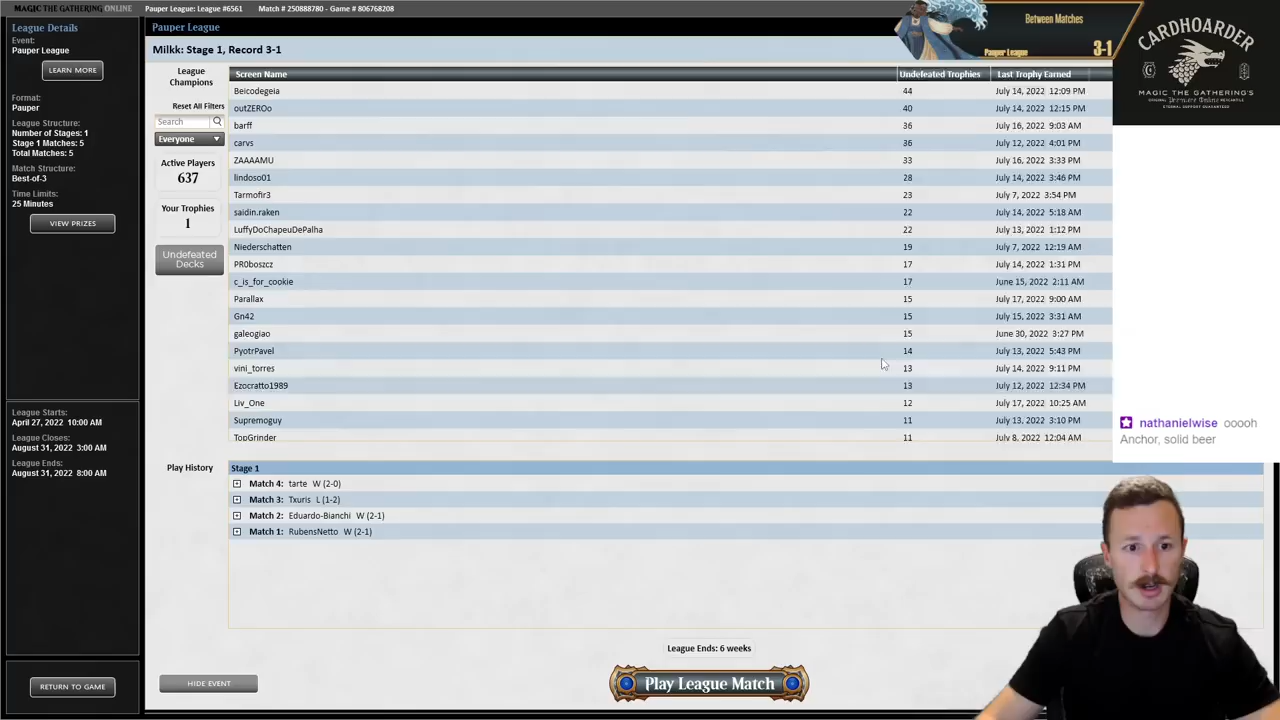 MAGIC THE GATHERING ONLINE
Pauper League: League #6561
Match # 250888780 - Game # 806768208
League Details
Event:
Pauper League
LEARN MORE
Format:
Pauper
League Structure:
Number of Stages: 1
Stage 1 Matches: 5
Total Matches: 5
Match Structure:
Best-of-3
Time Limits:
25 Minutes
VIEW PRIZES
League Starts:
April 27, 2022 10:00 AM
League Closes:
August 31, 2022 3:00 AM
League Ends:
August 31, 2022 8:00 AM
RETURN TO GAME
Pauper League
Milkk: Stage 1, Record 3-1
League
Champions
Reset All Filters
Search
Everyone
Active Players
637
Your Trophies
1
Undefeated
Decks
Screen Name Undefeated Trophies Last Trophy Earned
Beicodegeia 44 July 14, 2022 12:09 PM
outZEROo 40 July 14, 2022 12:15 PM
barff 36 July 16, 2022 9:03 AM
carvs 36 July 12, 2022 4:01 PM
ZAAAAMU 33 July 16, 2022 3:33 PM
lindoso01 28 July 14, 2022 3:46 PM
Tarmofir3 23 July 7, 2022 3:54 PM
saidin.raken 22 July 14, 2022 5:18 AM
LuffyDoChapeuDePalha 22 July 13, 2022 1:12 PM
Niederschatten 19 July 7, 2022 12:19 AM
PR0boszcz 17 July 14, 2022 1:31 PM
c_is_for_cookie 17 June 15, 2022 2:11 AM
Parallax 15 July 17, 2022 9:00 AM
Gn42 15 July 15, 2022 3:31 AM
galeogiao 15 June 30, 2022 3:27 PM
PyotrPavel 14 July 13, 2022 5:43 PM
vini_torres 13 July 14, 2022 9:11 PM
Ezocratto1989 13 July 12, 2022 12:34 PM
Liv_One 12 July 17, 2022 10:25 AM
Supremoguy 11 July 13, 2022 3:10 PM
TopGrinder 11 July 8, 2022 12:04 AM
Play History
Stage 1
Match 4: tarte W (2-0)
Match 3: Txuris L (1-2)
Match 2: Eduardo-Bianchi W (2-1)
Match 1: RubensNetto W (2-1)
League Ends: 6 weeks
HIDE EVENT
Play League Match
Between Matches
Pauper League 3-1
CARDHOARDER
MAGIC THE GATHERING'S
nathanielwise ooooh
Anchor, solid beer